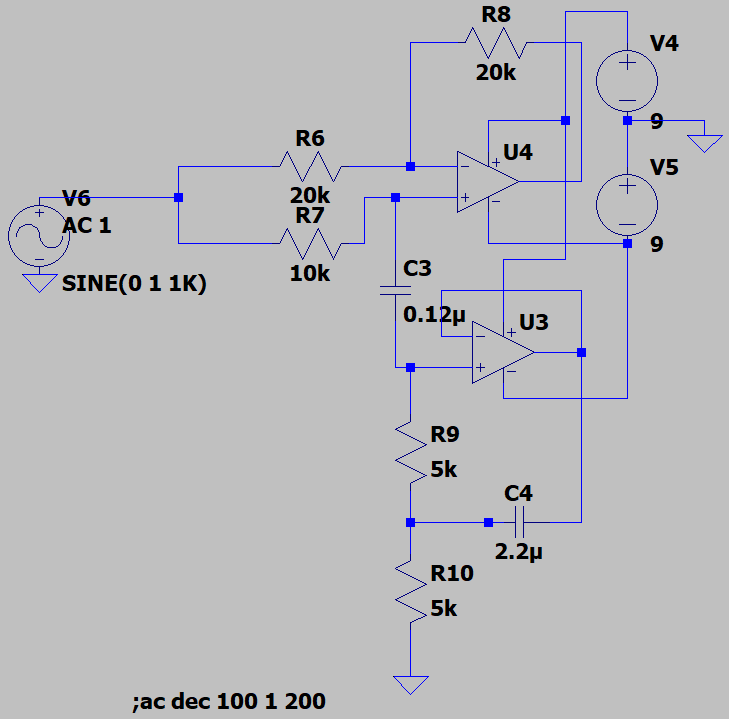 R8
20k
V4
9
R6
20k
U4
V5
9
V6
AC 1
SINE(0 1 1K)
R7
10k
C3
0.12µ
U3
R9
5k
C4
2.2µ
R10
5k
;ac dec 100 1 200